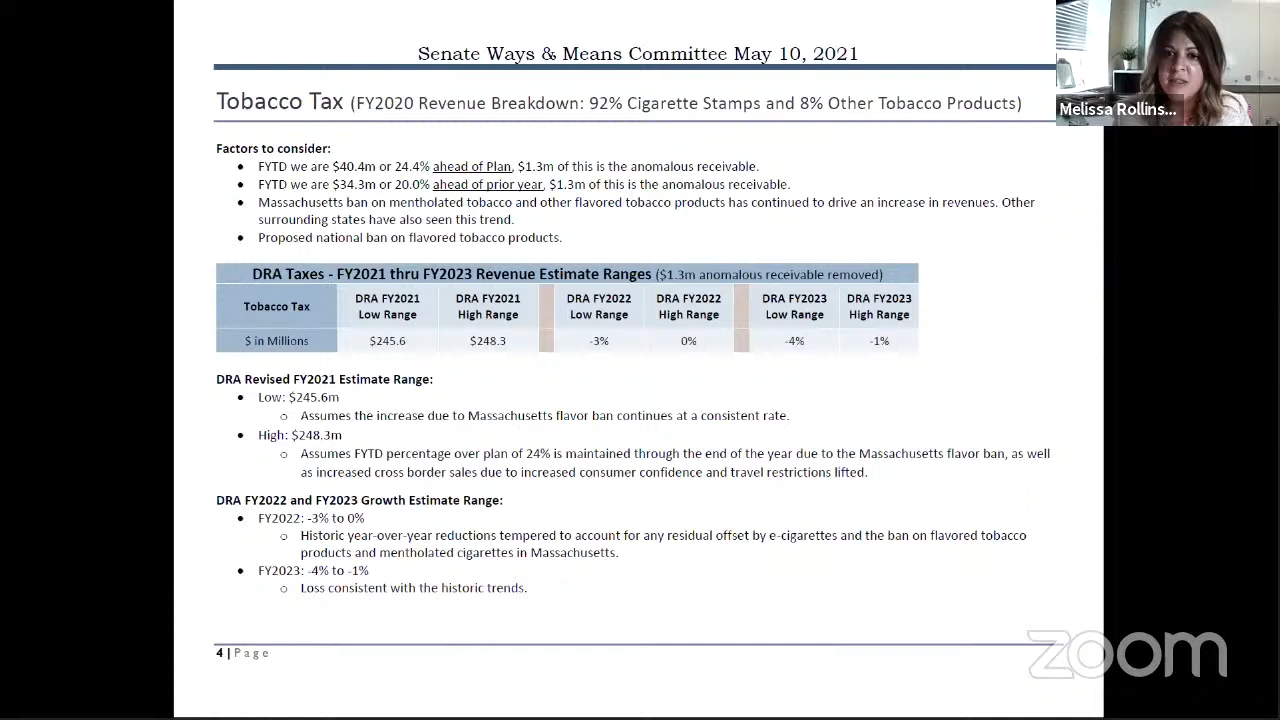 Senate Ways & Means Committee May 10, 2021
Melissa Rollins...
Tobacco Tax (FY2020 Revenue Breakdown: 92% Cigarette Stamps and 8% Other Tobacco Products)
Factors to consider:
• FYTD we are $40.4m or 24.4% ahead of Plan, $1.3m of this is the anomalous receivable.
• FYTD we are $34.3m or 20.0% ahead of prior year, $1.3m of this is the anomalous receivable.
• Massachusetts ban on mentholated tobacco and other flavored tobacco products has continued to drive an increase in revenues. Other
surrounding states have also seen this trend.
• Proposed national ban on flavored tobacco products.
DRA Taxes - FY2021 thru FY2023 Revenue Estimate Ranges ($1.3m anomalous receivable removed)
Tobacco Tax
DRA FY2021
Low Range
DRA FY2021
High Range
DRA FY2022
Low Range
DRA FY2022
High Range
DRA FY2023
Low Range
DRA FY2023
High Range
$ in Millions
$245.6
$248.3
-3%
0%
-4%
-1%
DRA Revised FY2021 Estimate Range:
• Low: $245.6m
o Assumes the increase due to Massachusetts flavor ban continues at a consistent rate.
• High: $248.3m
o Assumes FYTD percentage over plan of 24% is maintained through the end of the year due to the Massachusetts flavor ban, as well
as increased cross border sales due to increased consumer confidence and travel restrictions lifted.
DRA FY2022 and FY2023 Growth Estimate Range:
• FY2022: -3% to 0%
o Historic year-over-year reductions tempered to account for any residual offset by e-cigarettes and the ban on flavored tobacco
products and mentholated cigarettes in Massachusetts.
• FY2023: -4% to -1%
o Loss consistent with the historic trends.
4 | Page
zoom